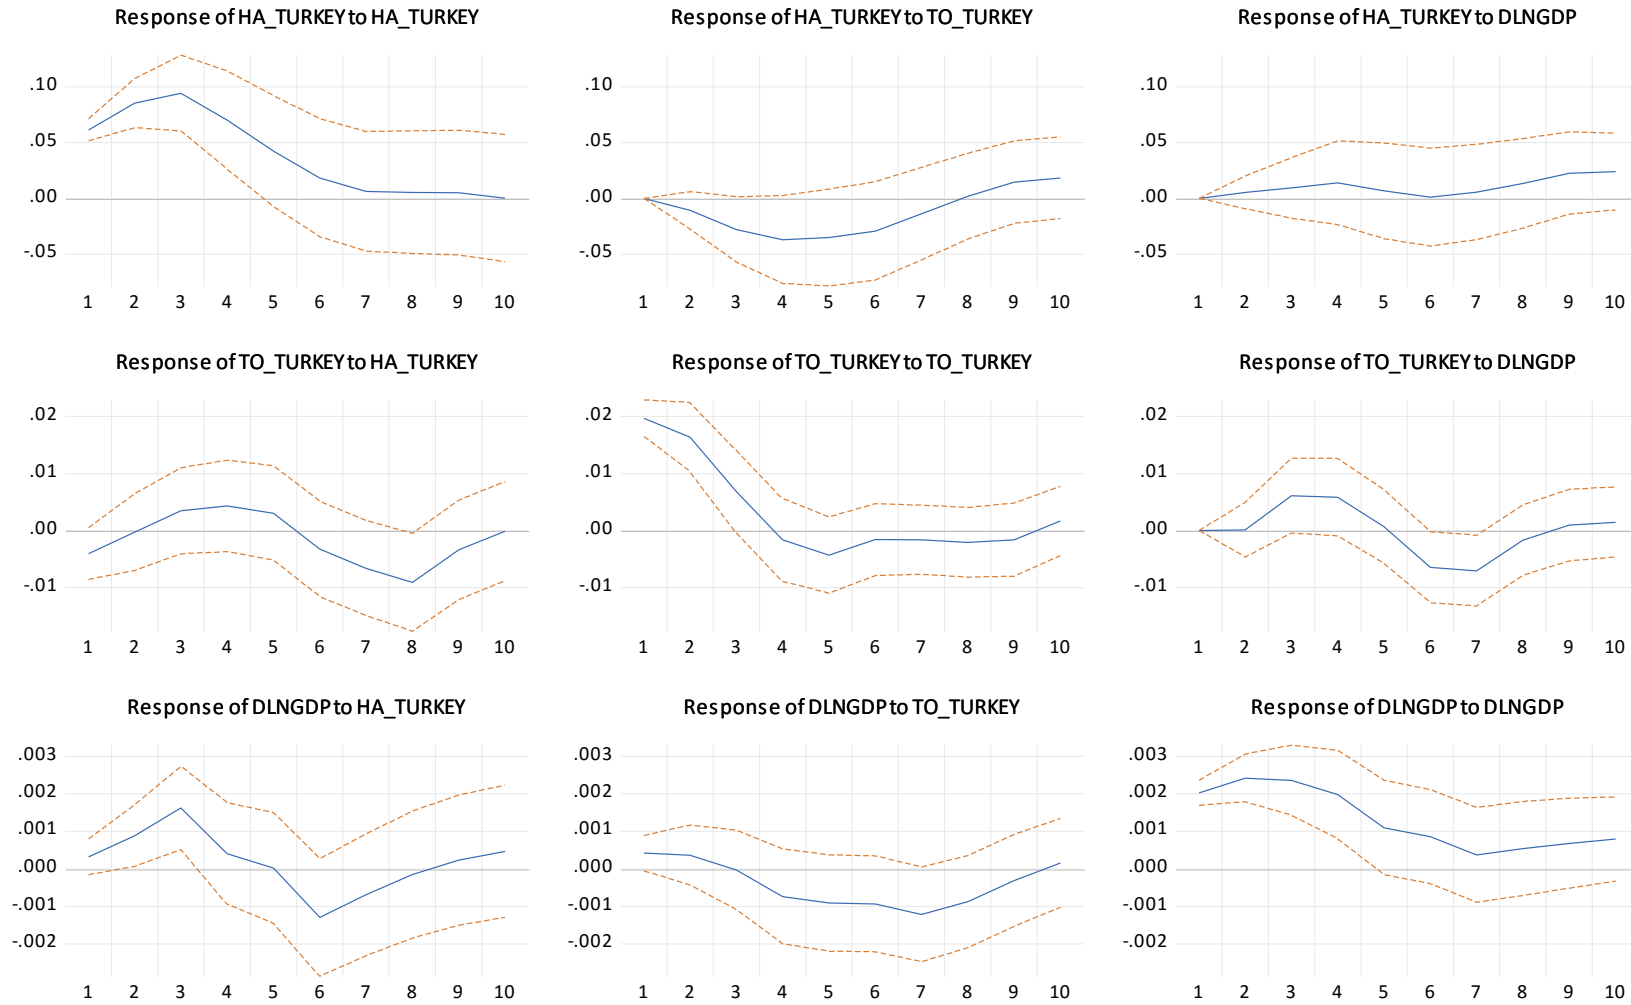 Response of HA_TURKEY to HA_TURKEY
.10
.05
.00
-.05
1 2 3 4 5 6 7 8 9 10
Response of HA_TURKEY to TO_TURKEY
.10
.05
.00
-.05
1 2 3 4 5 6 7 8 9 10
Response of HA_TURKEY to DLNGDP
.10
.05
.00
-.05
1 2 3 4 5 6 7 8 9 10
Response of TO_TURKEY to HA_TURKEY
.02
.01
.00
-.01
1 2 3 4 5 6 7 8 9 10
Response of TO_TURKEY to TO_TURKEY
.02
.01
.00
-.01
1 2 3 4 5 6 7 8 9 10
Response of TO_TURKEY to DLNGDP
.02
.01
.00
-.01
1 2 3 4 5 6 7 8 9 10
Response of DLNGDP to HA_TURKEY
.003
.002
.001
.000
-.001
-.002
1 2 3 4 5 6 7 8 9 10
Response of DLNGDP to TO_TURKEY
.003
.002
.001
.000
-.001
-.002
1 2 3 4 5 6 7 8 9 10
Response of DLNGDP to DLNGDP
.003
.002
.001
.000
-.001
-.002
1 2 3 4 5 6 7 8 9 10